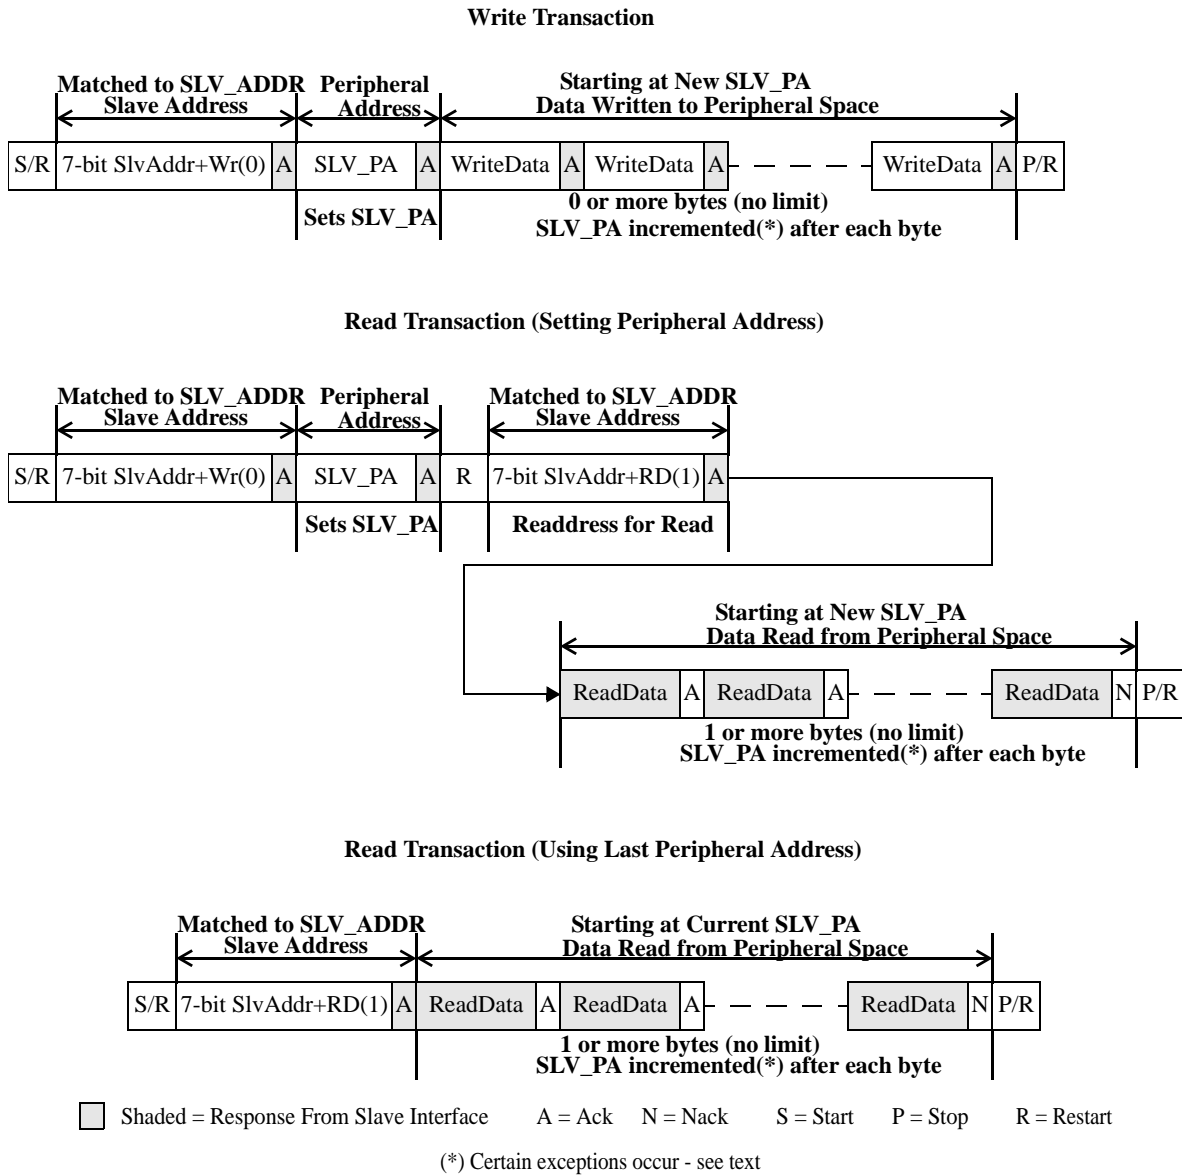 Write Transaction
Matched to SLV_ADDR Peripheral Starting at New SLV_PA
Slave Address Address Data Written to Peripheral Space
S/R 7-bit SlvAddr+Wr(0) A SLV_PA A WriteData A WriteData A WriteData A P/R
0 or more bytes (no limit)
Sets SLV_PA SLV_PA incremented(*) after each byte
Read Transaction (Setting Peripheral Address)
Matched to SLV_ADDR Peripheral Matched to SLV_ADDR
Slave Address Address Slave Address
S/R 7-bit SlvAddr+Wr(0) A SLV_PA A R 7-bit SlvAddr+RD(1) A
Sets SLV_PA Readdress for Read
Starting at New SLV_PA
Data Read from Peripheral Space
ReadData A ReadData A ReadData N P/R
1 or more bytes (no limit)
SLV_PA incremented(*) after each byte
Read Transaction (Using Last Peripheral Address)
Matched to SLV_ADDR Starting at Current SLV_PA
Slave Address Data Read from Peripheral Space
S/R 7-bit SlvAddr+RD(1) A ReadData A ReadData A ReadData N P/R
1 or more bytes (no limit)
SLV_PA incremented(*) after each byte
Shaded = Response From Slave Interface A = Ack N = Nack S = Start P = Stop R = Restart
(*) Certain exceptions occur - see text